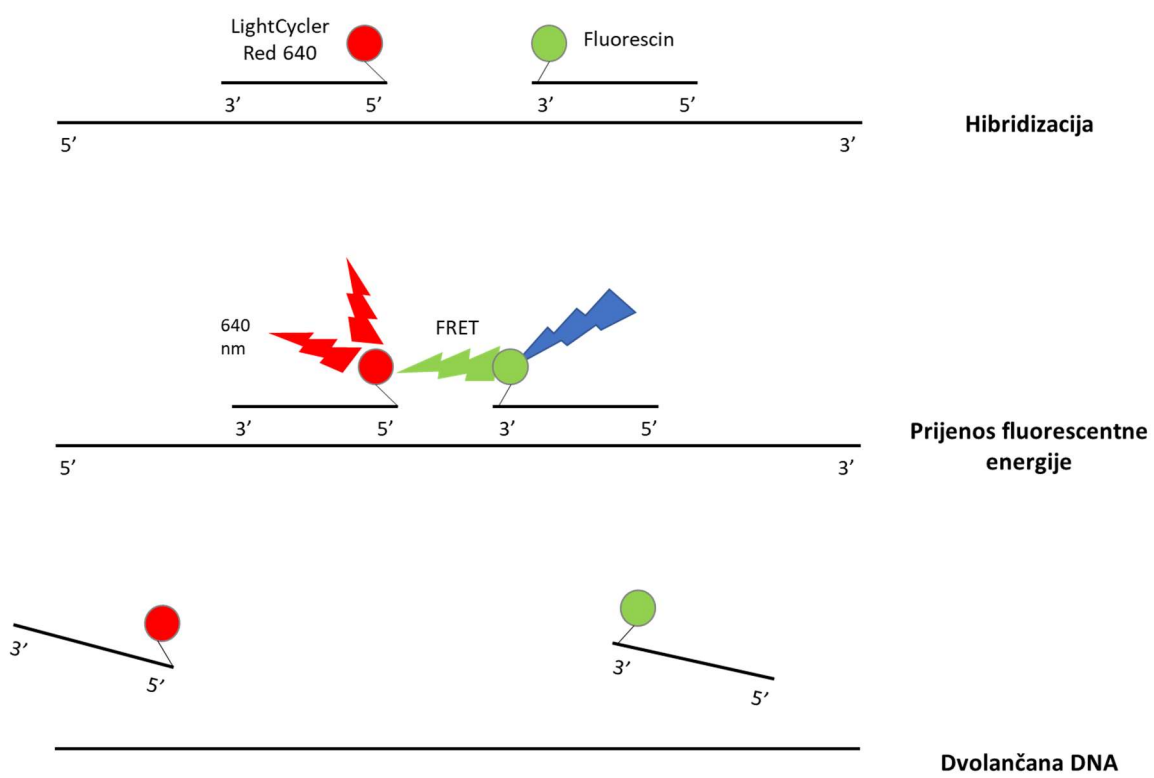 LightCycler
Red 640
Fluorescin
3’ 5’ 3’ 5’
5’ 3’
Hibridizacija
640
nm
FRET
3’ 5’ 3’ 5’
5’ 3’
Prijenos fluorescentne
energije
3’ 5’ 3’ 5’
Dvolančana DNA